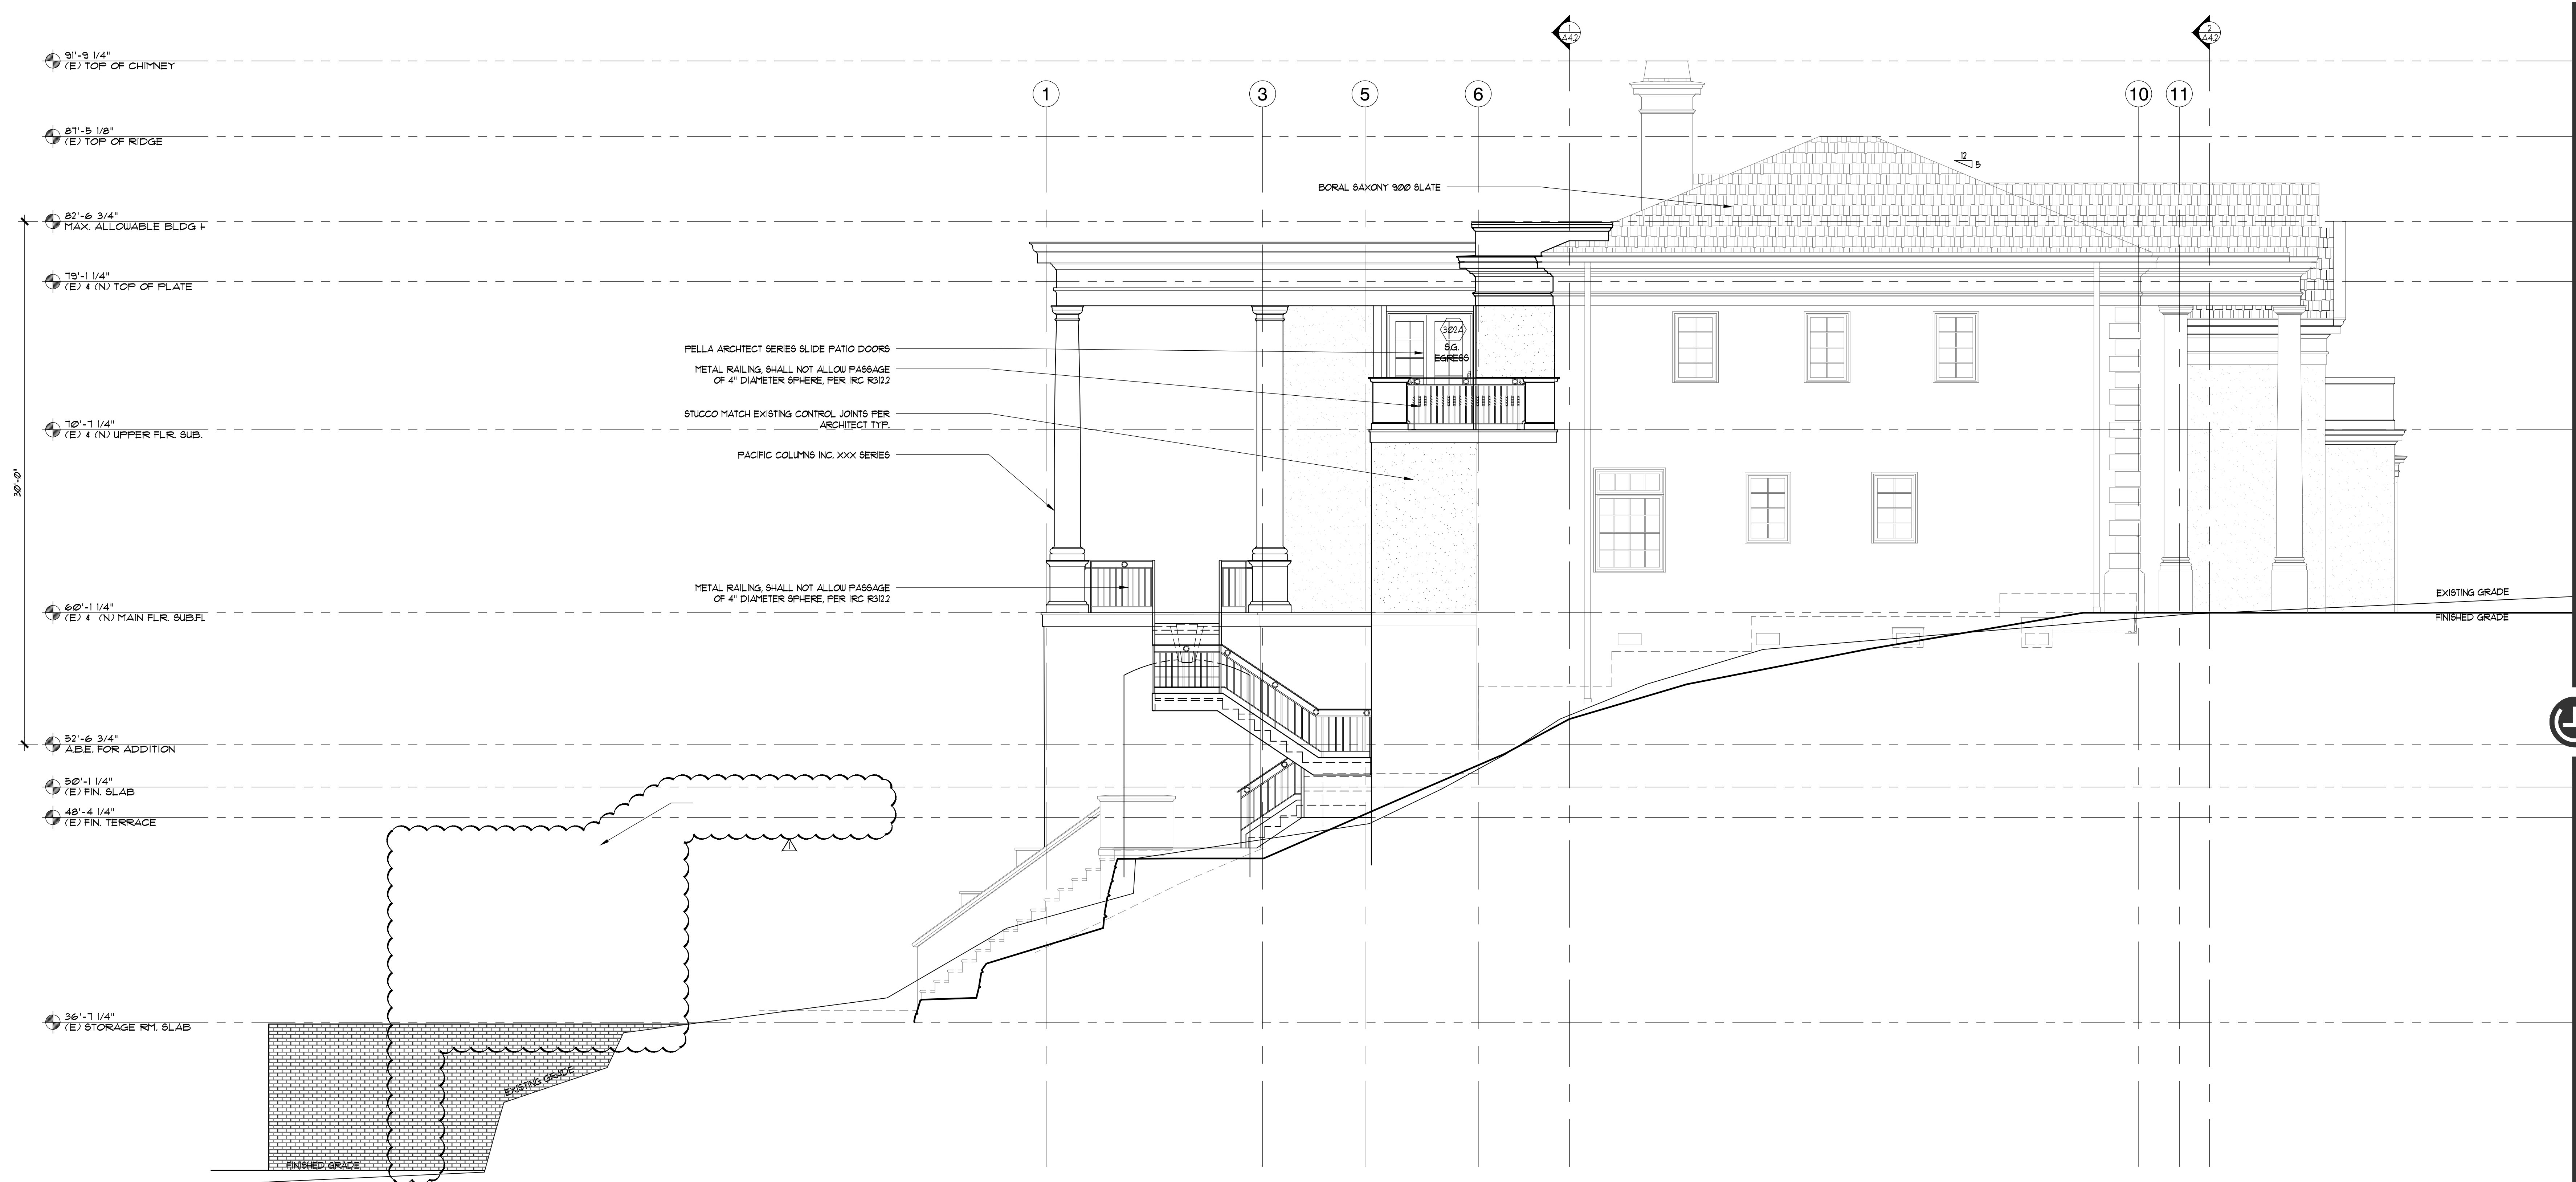 1
A4.2
2
A4.2
91'-9 1/4"
(E) TOP OF CHIMNEY
1
3
5
6
10
11
87'-5 1/8"
(E) TOP OF RIDGE
12
5
BORAL SAXONY 900 SLATE
82'-6 3/4"
MAX. ALLOWABLE BLDG H
79'-1 1/4"
(E) & (N) TOP OF PLATE
302A
S.G.
EGRESS
PELLA ARCHTECT SERIES SLIDE PATIO DOORS
METAL RAILING, SHALL NOT ALLOW PASSAGE
OF 4" DIAMETER SPHERE, PER IRC R312.2
STUCCO MATCH EXISTING CONTROL JOINTS PER
ARCHITECT TYP.
70'-7 1/4"
(E) & (N) UPPER FLR. SUB.
PACIFIC COLUMNS INC. XXX SERIES
30'-0"
METAL RAILING, SHALL NOT ALLOW PASSAGE
OF 4" DIAMETER SPHERE, PER IRC R312.2
EXISTING GRADE
60'-1 1/4"
(E) & (N) MAIN FLR. SUB.FL
FINISHED GRADE
52'-6 3/4"
A.B.E. FOR ADDITION
50'-1 1/4"
(E) FIN. SLAB
48'-4 1/4"
(E) FIN. TERRACE
1
36'-7 1/4"
(E) STORAGE RM. SLAB
EXISTING GRADE
FINISHED GRADE